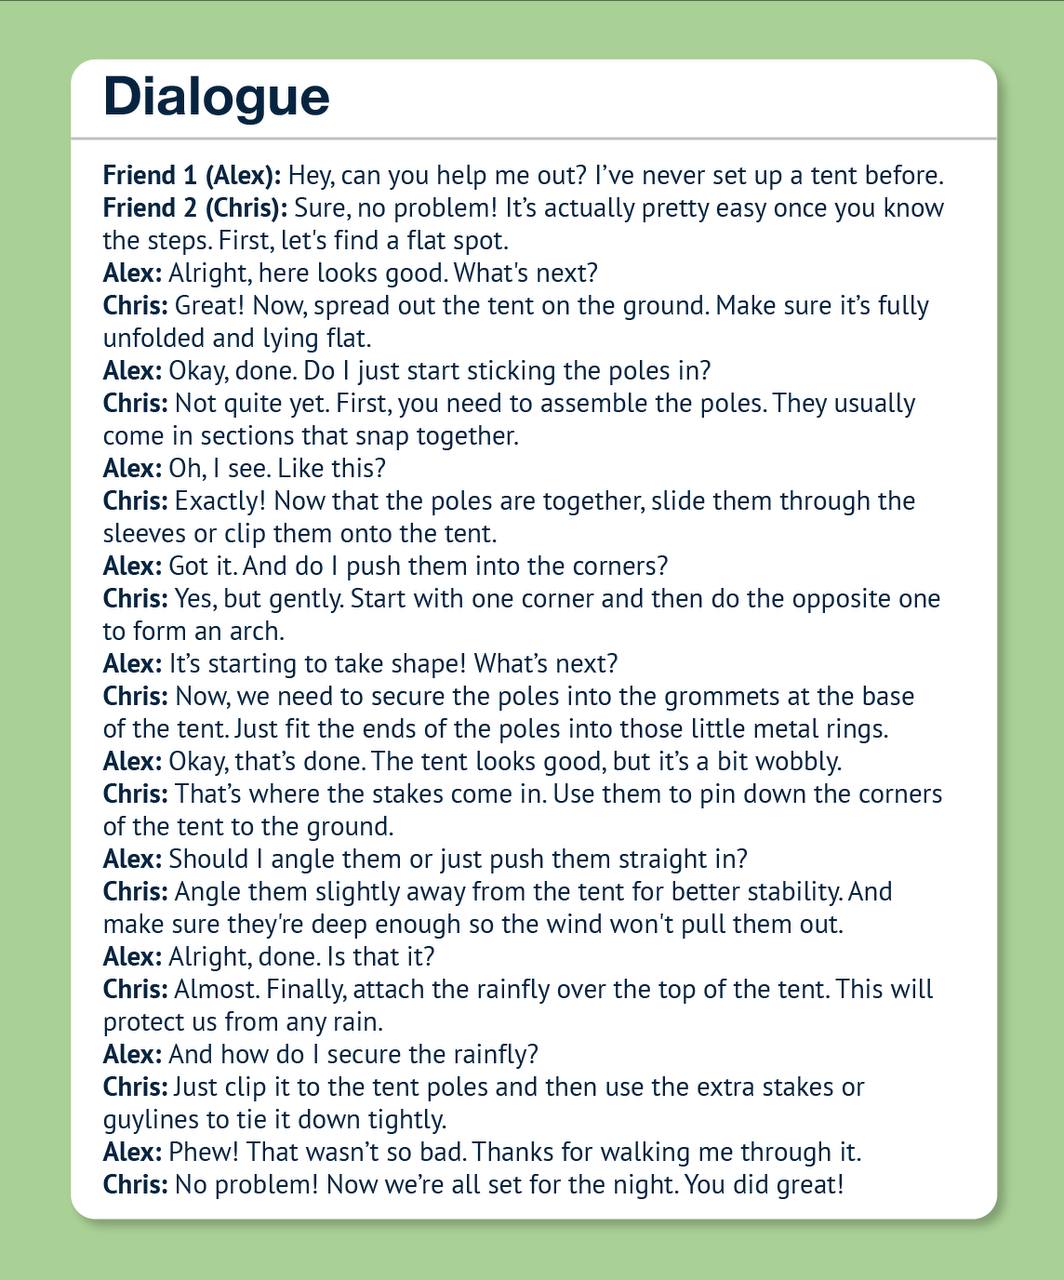 Dialogue
Friend 1 (Alex): Hey, can you help me out? I’ve never set up a tent before.
Friend 2 (Chris): Sure, no problem! It’s actually pretty easy once you know
the steps. First, let's find a flat spot.
Alex: Alright, here looks good. What's next?
Chris: Great! Now, spread out the tent on the ground. Make sure it’s fully
unfolded and lying flat.
Alex: Okay, done. Do I just start sticking the poles in?
Chris: Not quite yet. First, you need to assemble the poles. They usually
come in sections that snap together.
Alex: Oh, I see. Like this?
Chris: Exactly! Now that the poles are together, slide them through the
sleeves or clip them onto the tent.
Alex: Got it. And do I push them into the corners?
Chris: Yes, but gently. Start with one corner and then do the opposite one
to form an arch.
Alex: It’s starting to take shape! What’s next?
Chris: Now, we need to secure the poles into the grommets at the base
of the tent. Just fit the ends of the poles into those little metal rings.
Alex: Okay, that’s done. The tent looks good, but it’s a bit wobbly.
Chris: That’s where the stakes come in. Use them to pin down the corners
of the tent to the ground.
Alex: Should I angle them or just push them straight in?
Chris: Angle them slightly away from the tent for better stability. And
make sure they're deep enough so the wind won't pull them out.
Alex: Alright, done. Is that it?
Chris: Almost. Finally, attach the rainfly over the top of the tent. This will
protect us from any rain.
Alex: And how do I secure the rainfly?
Chris: Just clip it to the tent poles and then use the extra stakes or
guylines to tie it down tightly.
Alex: Phew! That wasn’t so bad. Thanks for walking me through it.
Chris: No problem! Now we’re all set for the night. You did great!